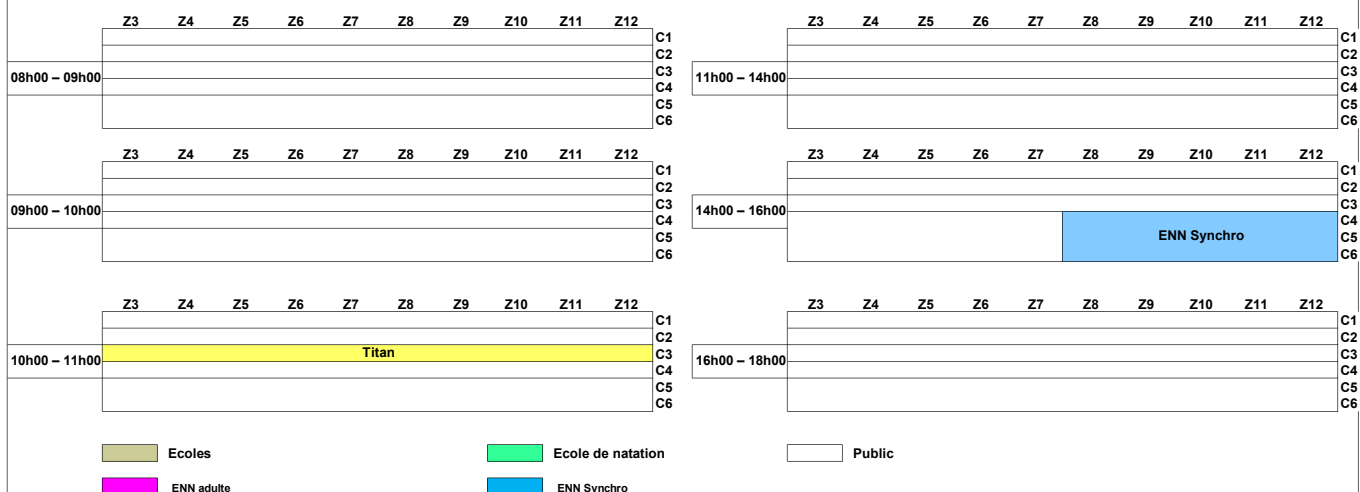 Z3 Z4 Z5 Z6 Z7 Z8 Z9 Z10 Z11 Z12
C1
C2
08h00 – 09h00
C3
C4
C5
C6
Z3 Z4 Z5 Z6 Z7 Z8 Z9 Z10 Z11 Z12
C1
C2
11h00 – 14h00
C3
C4
C5
C6
Z3 Z4 Z5 Z6 Z7 Z8 Z9 Z10 Z11 Z12
C1
C2
09h00 – 10h00
C3
C4
C5
C6
Z3 Z4 Z5 Z6 Z7 Z8 Z9 Z10 Z11 Z12
C1
C2
14h00 – 16h00
C3
C4
ENN Synchro
C5
C6
Z3 Z4 Z5 Z6 Z7 Z8 Z9 Z10 Z11 Z12
C1
C2
10h00 – 11h00
Titan
C3
C4
C5
C6
Z3 Z4 Z5 Z6 Z7 Z8 Z9 Z10 Z11 Z12
C1
C2
16h00 – 18h00
C3
C4
C5
C6
Ecoles
Ecole de natation
Public
ENN adulte
ENN Synchro